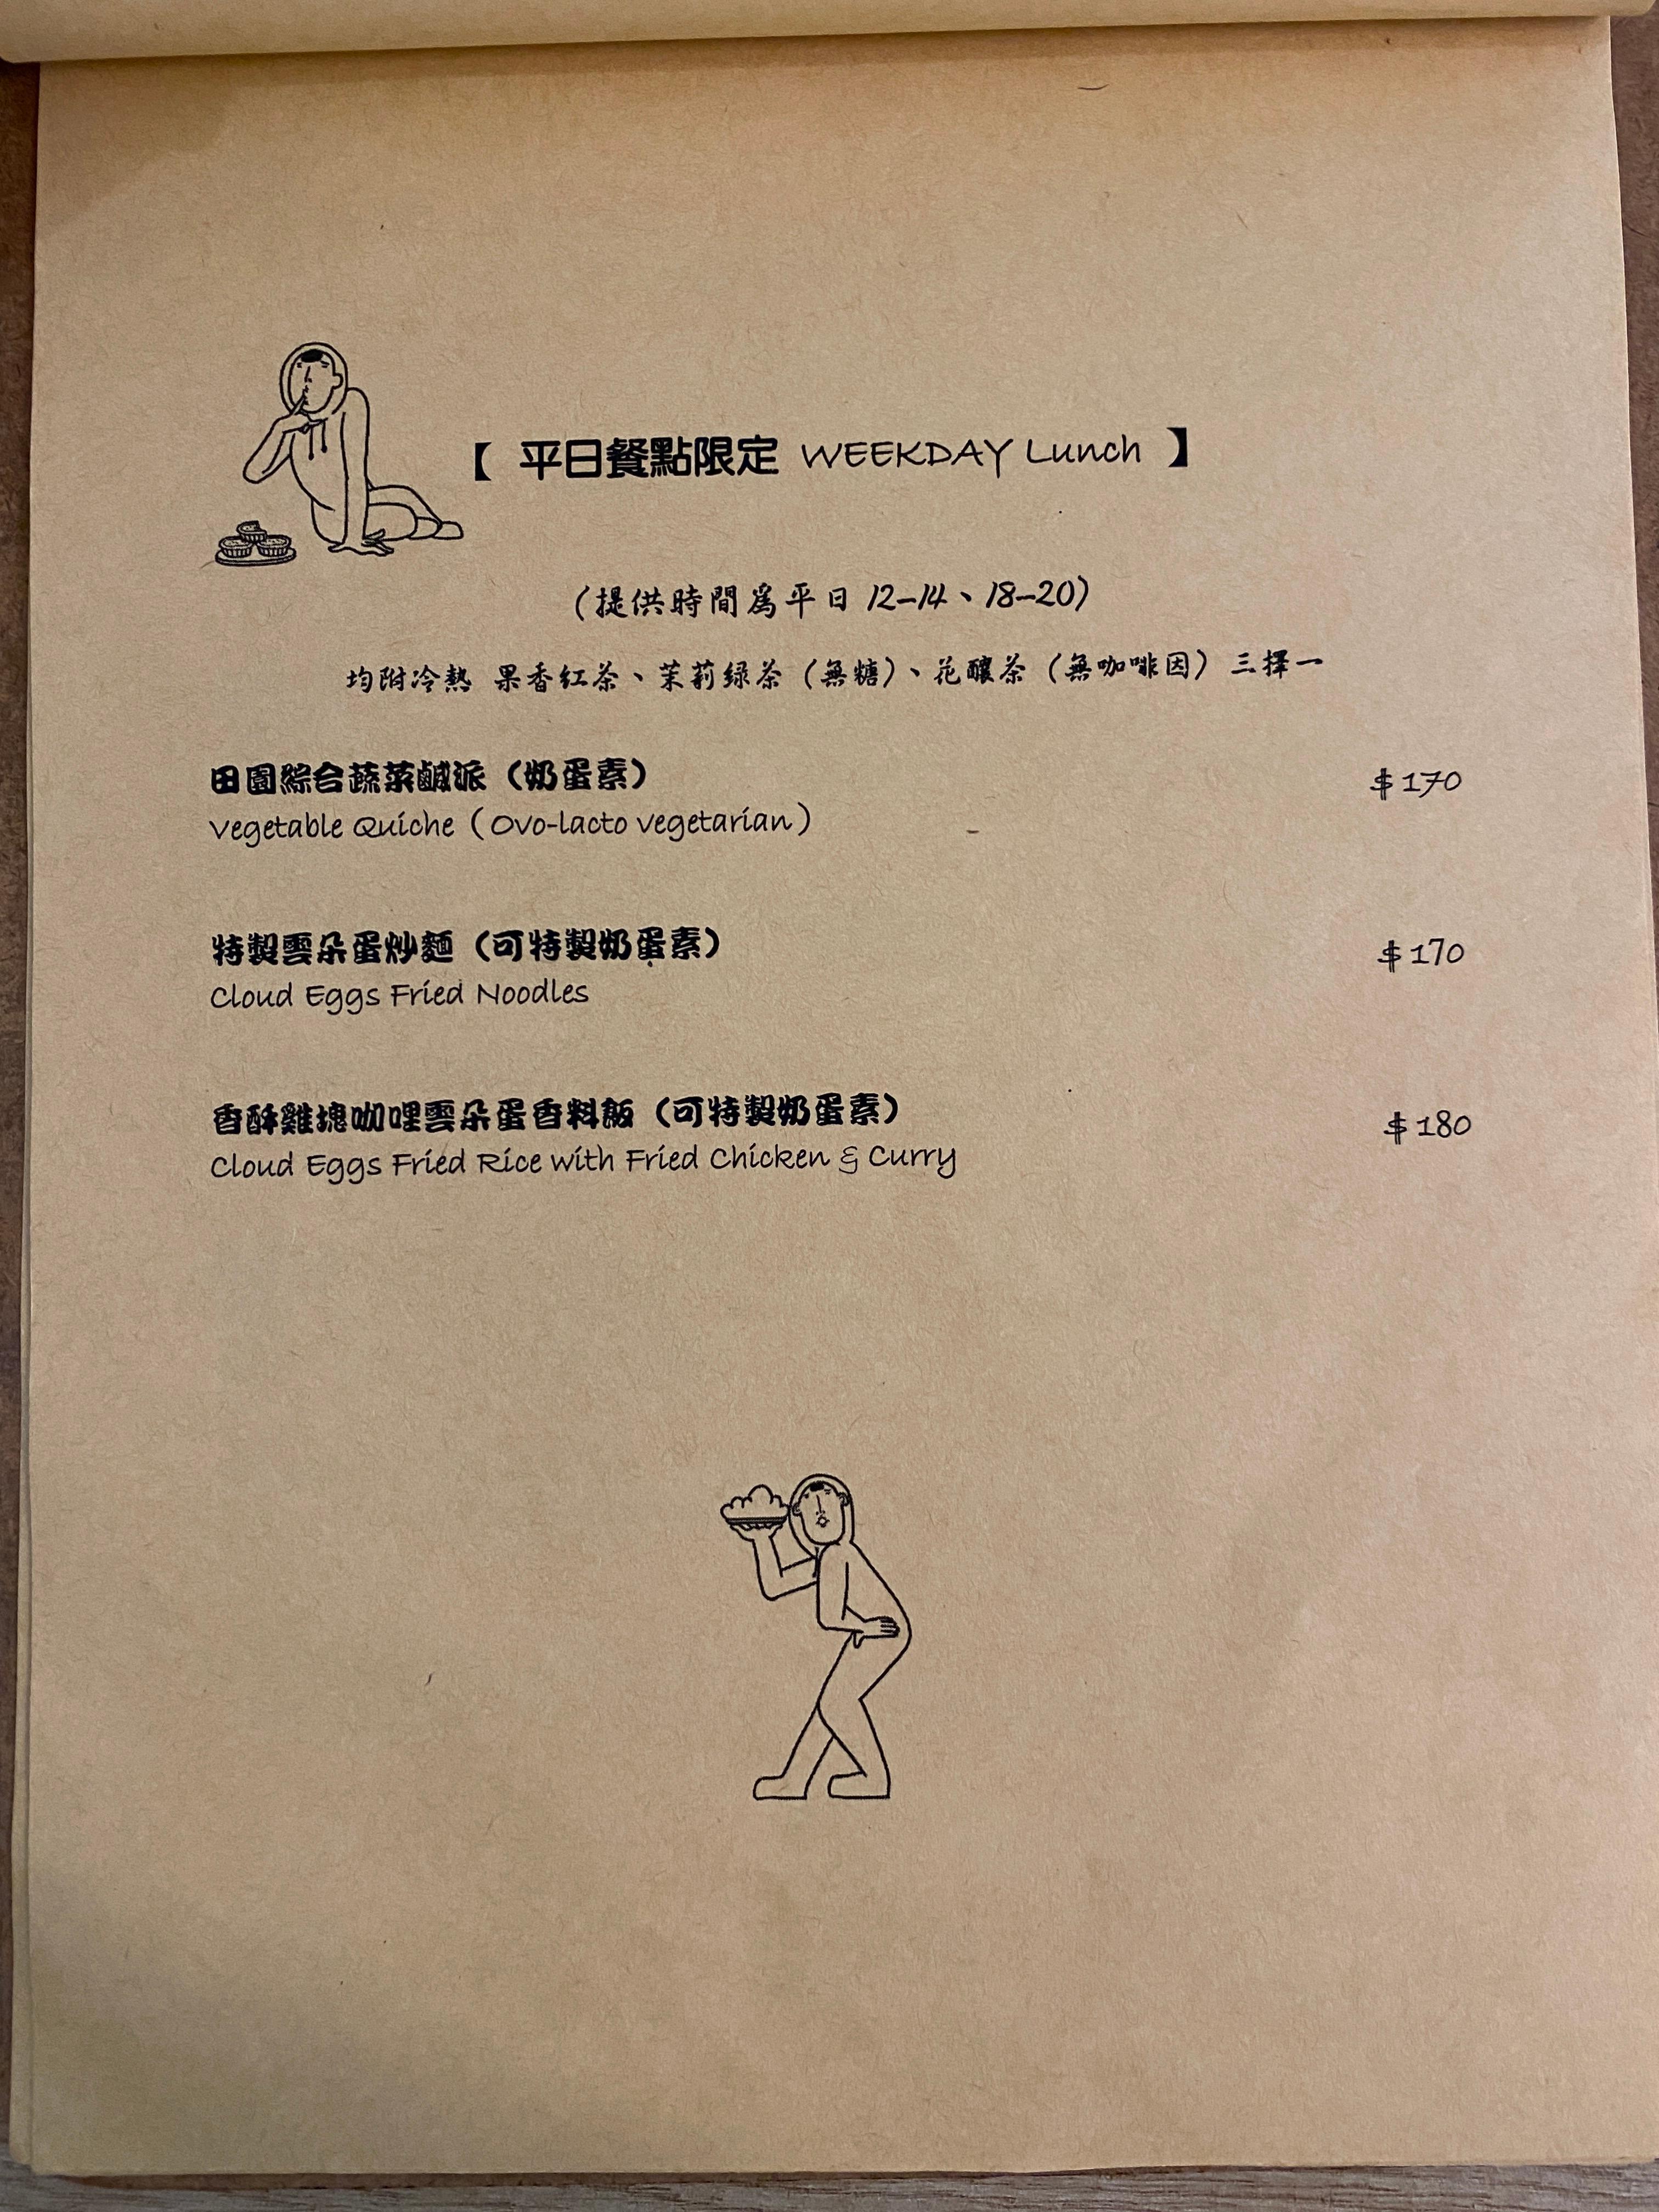 【 平日餐點限定 WEEKDAY Lunch 】
(提供時間為平日 12-14、18-20)
均附冷熱 果香紅茶、茉莉綠茶（無糖）、花釀茶（無咖啡因）三擇一
田園綜合蔬菜鹹派（奶蛋素） $170
Vegetable Quiche (Ovo-lacto vegetarian)
特製雲朵蛋炒麵（可特製奶蛋素） $170
Cloud Eggs Fried Noodles
香酥雞塊咖哩雲朵蛋香料飯（可特製奶蛋素） $180
Cloud Eggs Fried Rice with Fried Chicken & Curry